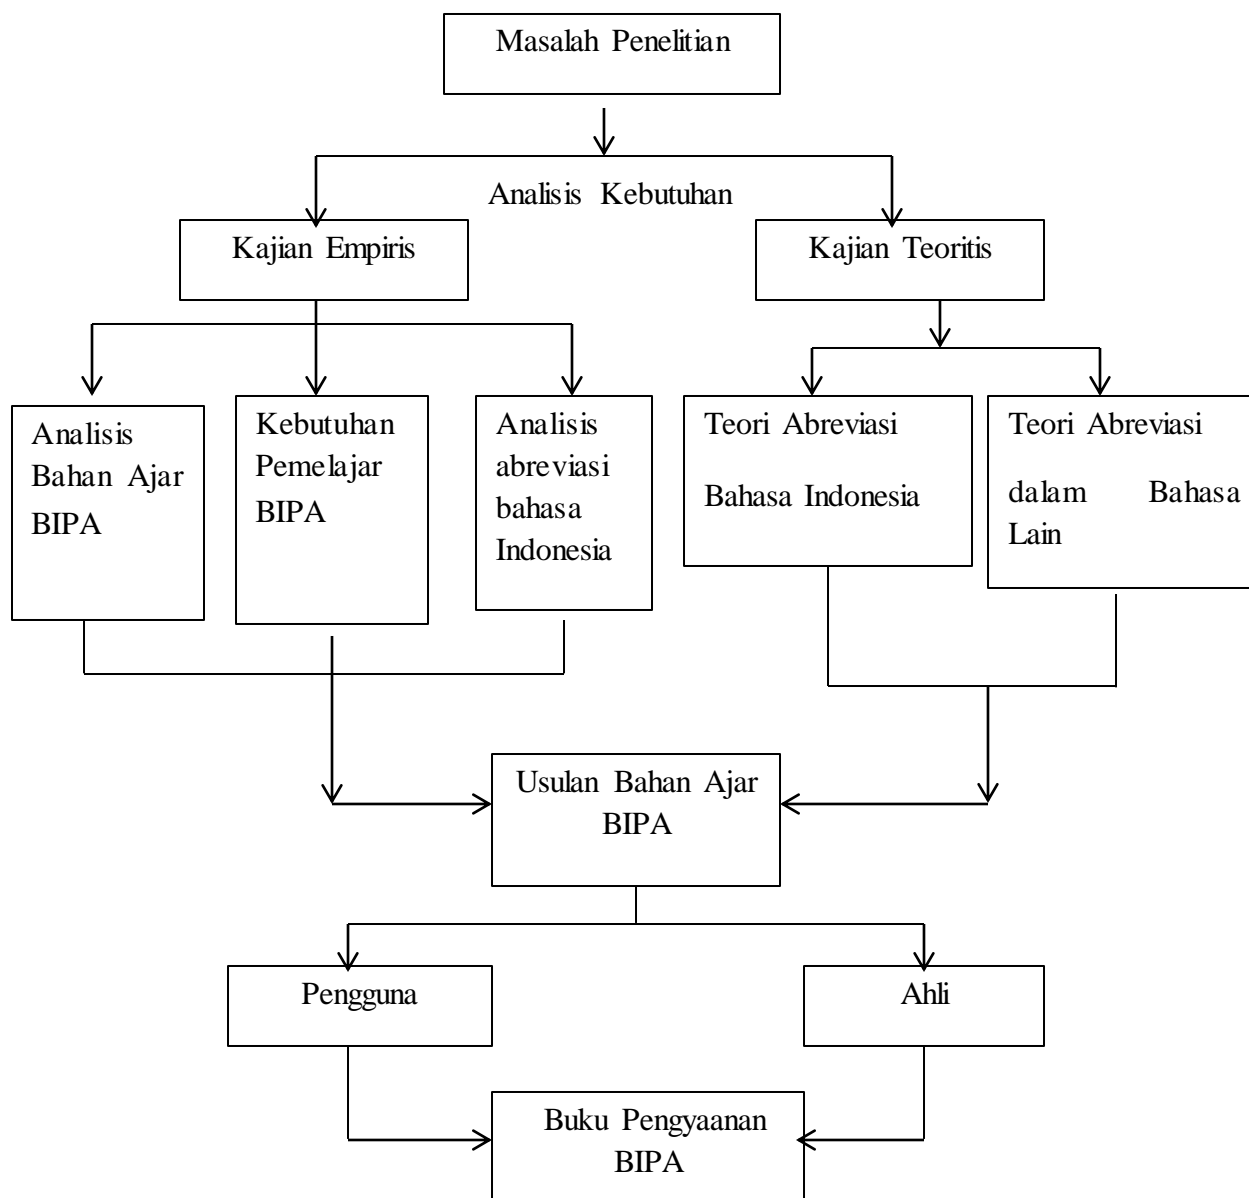 Masalah Penelitian
Analisis Kebutuhan
Kajian Empiris
Kajian Teoritis
Analisis
Bahan Ajar
BIPA
Kebutuhan
Pemelajar
BIPA
Analisis
abreviasi
bahasa
Indonesia
Teori Abreviasi
Bahasa Indonesia
Teori Abreviasi
dalam Bahasa
Lain
Usulan Bahan Ajar
BIPA
Pengguna
Ahli
Buku Pengyaanan
BIPA